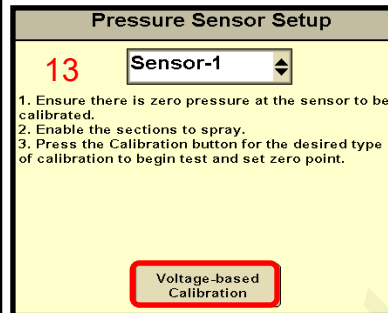 Pressure Sensor Setup
13
Sensor-1
1. Ensure there is zero pressure at the sensor to be
calibrated.
2. Enable the sections to spray.
3. Press the Calibration button for the desired type
of calibration to begin test and set zero point.
Voltage-based
Calibration